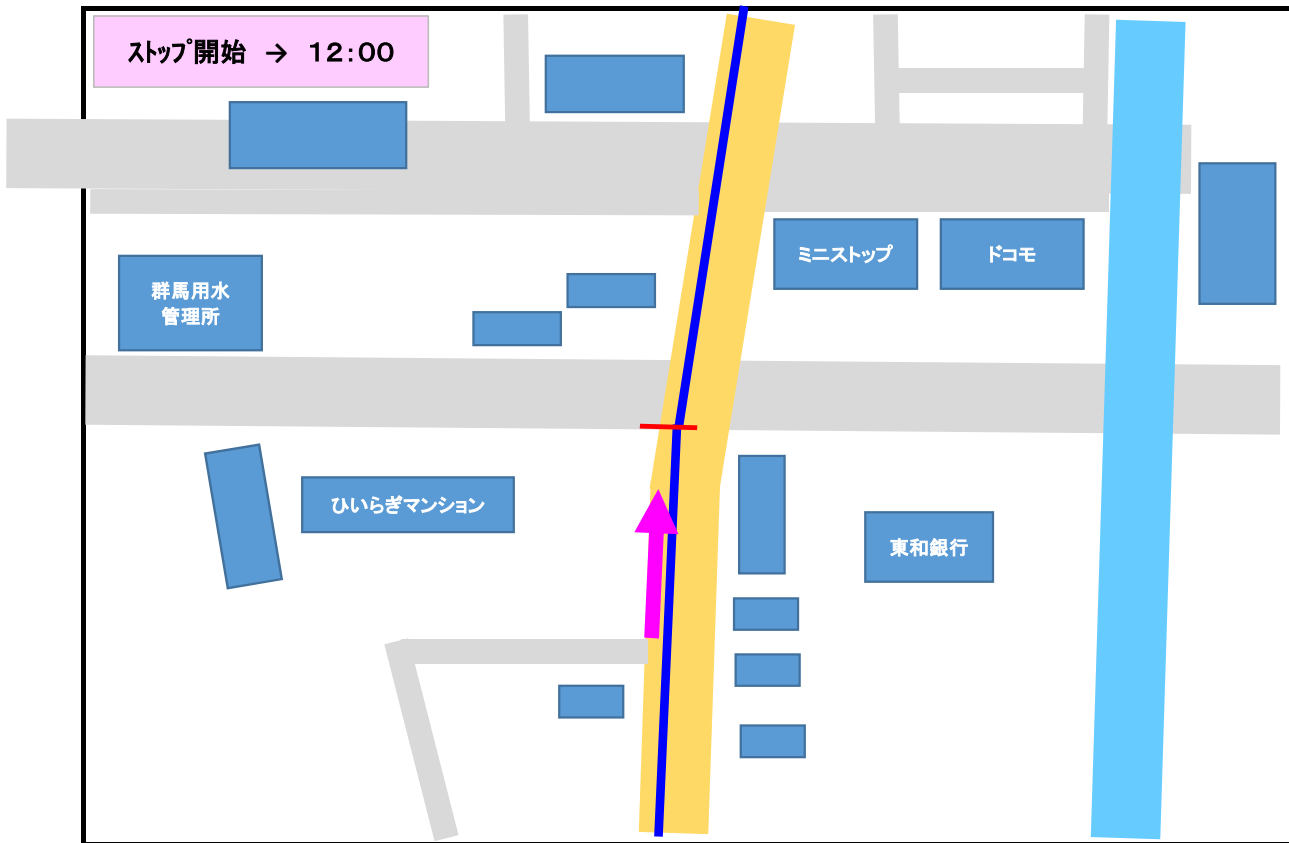 ストップ開始 → 12:00
ミニストップ
ドコモ
群馬用水
管理所
ひいらぎマンション
東和銀行